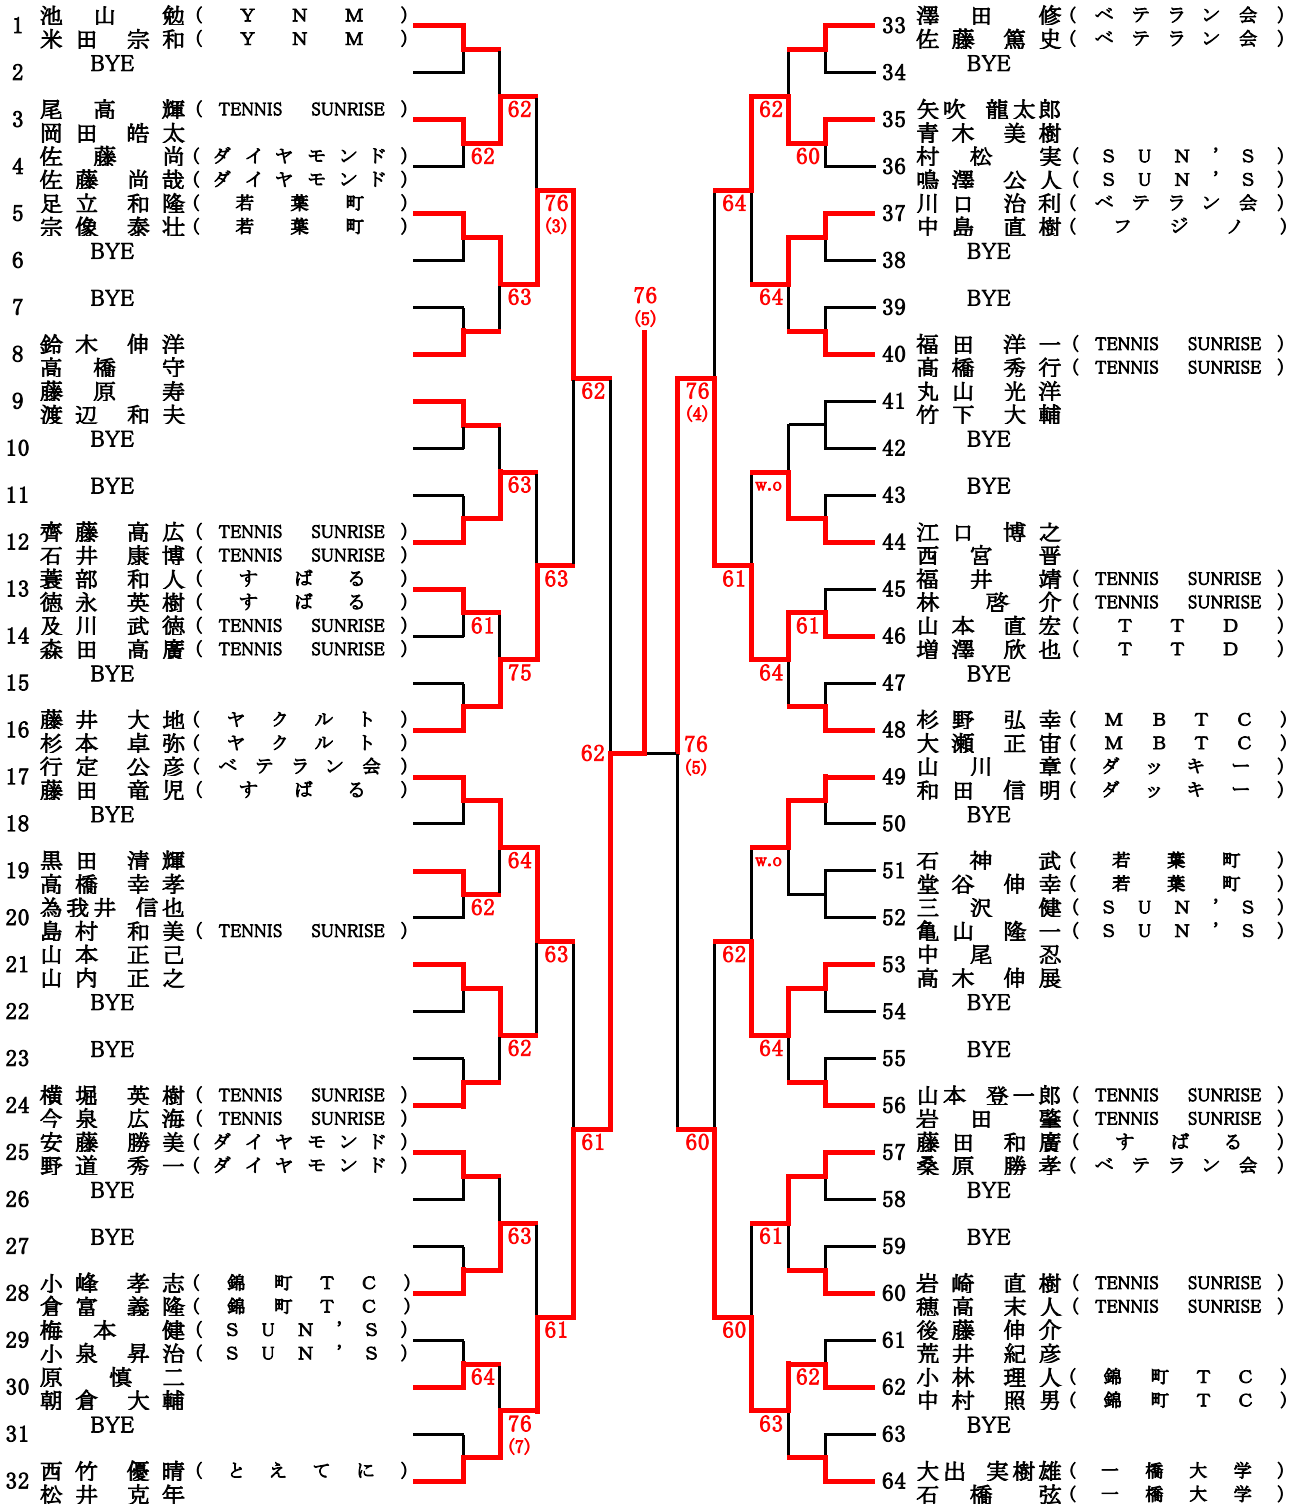 1 池山 勉 ( Y N M )
米田 宗和 ( Y N M )
2 BYE
3 尾高 輝 ( TENNIS SUNRISE )
岡田 皓太
4 佐藤 尚 ( ダイヤモンド )
佐藤 尚哉 ( ダイヤモンド )
5 足立 和隆 ( 若葉町 )
宗像 泰壮 ( 若葉町 )
6 BYE
7 BYE
8 鈴木 伸洋
高橋 守
9 藤原 寿
渡辺 和夫
10 BYE
11 BYE
12 齊藤 高広 ( TENNIS SUNRISE )
石井 康博 ( TENNIS SUNRISE )
13 蓑部 和人 ( すばる )
徳永 英樹 ( すばる )
14 及川 武徳 ( TENNIS SUNRISE )
森田 高廣 ( TENNIS SUNRISE )
15 BYE
16 藤井 大地 ( ヤクルト )
杉本 卓弥 ( ヤクルト )
17 行定 公彦 ( ベテラン会 )
藤田 竜児 ( すばる )
18 BYE
19 黒田 清輝
高橋 幸孝
20 為我井 信也
島村 和美 ( TENNIS SUNRISE )
21 山本 正己
山内 正之
22 BYE
23 BYE
24 横堀 英樹 ( TENNIS SUNRISE )
今泉 広海 ( TENNIS SUNRISE )
25 安藤 勝美 ( ダイヤモンド )
野道 秀一 ( ダイヤモンド )
26 BYE
27 BYE
28 小峰 孝志 ( 錦町TC )
倉富 義隆 ( 錦町TC )
29 梅本 健 ( SUN'S )
小泉 昇治 ( SUN'S )
30 原 慎二
朝倉 大輔
31 BYE
32 西竹 優晴 ( とえてに )
松井 克年
62
62
76
(3)
63
62
63
63
61
75
62
64
62
63
62
61
63
61
64
76
(7)
76
(5)
76
(5)
62
60
64
64
76
(4)
w.o
61
61
64
w.o
62
64
60
61
60
62
63
33 澤田 修 ( ベテラン会 )
佐藤 篤史 ( ベテラン会 )
34 BYE
35 矢吹 龍太郎
青木 美樹
36 村松 実 ( SUN'S )
鳴澤 公人 ( SUN'S )
37 川口 治利 ( ベテラン会 )
中島 直樹 ( フジノ )
38 BYE
39 BYE
40 福田 洋一 ( TENNIS SUNRISE )
高橋 秀行 ( TENNIS SUNRISE )
41 丸山 光洋
竹下 大輔
42 BYE
43 BYE
44 江口 博之
西宮 晋
45 福井 靖 ( TENNIS SUNRISE )
林 啓介 ( TENNIS SUNRISE )
46 山本 直宏 ( T T D )
増澤 欣也 ( T T D )
47 BYE
48 杉野 弘幸 ( M B T C )
大瀬 正宙 ( M B T C )
49 山川 章 ( ダッキー )
和田 信明 ( ダッキー )
50 BYE
51 石神 武 ( 若葉町 )
堂谷 伸幸 ( 若葉町 )
52 三沢 健 ( SUN'S )
亀山 隆一 ( SUN'S )
53 中尾 忍
高木 伸展
54 BYE
55 BYE
56 山本 登一郎 ( TENNIS SUNRISE )
岩田 肇 ( TENNIS SUNRISE )
57 藤田 和廣 ( すばる )
桑原 勝孝 ( ベテラン会 )
58 BYE
59 BYE
60 岩崎 直樹 ( TENNIS SUNRISE )
穂高 末人 ( TENNIS SUNRISE )
61 後藤 伸介
荒井 紀彦
62 小林 理人 ( 錦町TC )
中村 照男 ( 錦町TC )
63 BYE
64 大出 実樹雄 ( 一橋大学 )
石橋 弦 ( 一橋大学 )